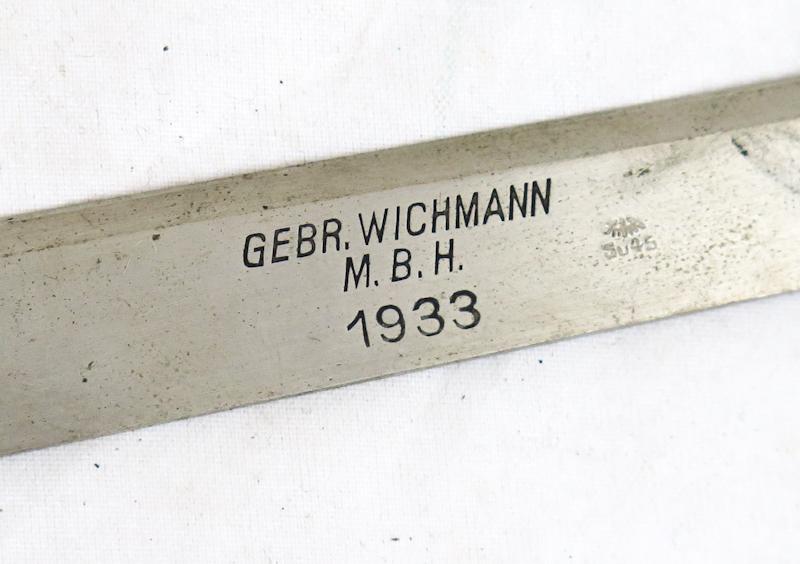 GEBR. WICHMANN
M. B. H.
1933